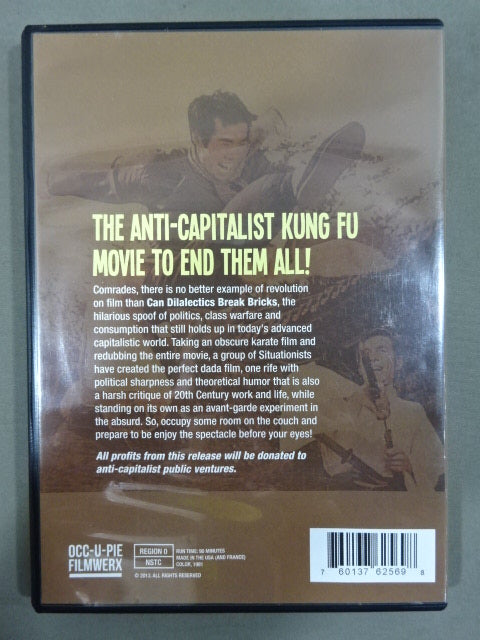 THE ANTI-CAPITALIST KUNG FU
MOVIE TO END THEM ALL!
Comrades, there is no better example of revolution
on film than Can Dilalectics Break Bricks, the
hilarious spoof of politics, class warfare and
consumption that still holds up in today's advanced
capitalistic world. Taking an obscure karate film and
redubbing the entire movie, a group of Situationists
have created the perfect dada film, one rife with
political sharpness and theoretical humor that is also
a harsh critique of 20th Century work and life, while
standing on its own as an avant-garde experiment in
the absurd. So, occupy some room on the couch and
prepare to be enjoy the spectacle before your eyes!
All profits from this release will be donated to
anti-capitalist public ventures.
OCC-U-PIE
FILMWERX
REGION 0
NSTC
RUN TIME: 90 MINUTES
MADE IN THE USA (AND FRANCE)
COLOR, 1991
© 2013. ALL RIGHTS RESERVED
7 60137 62569 8